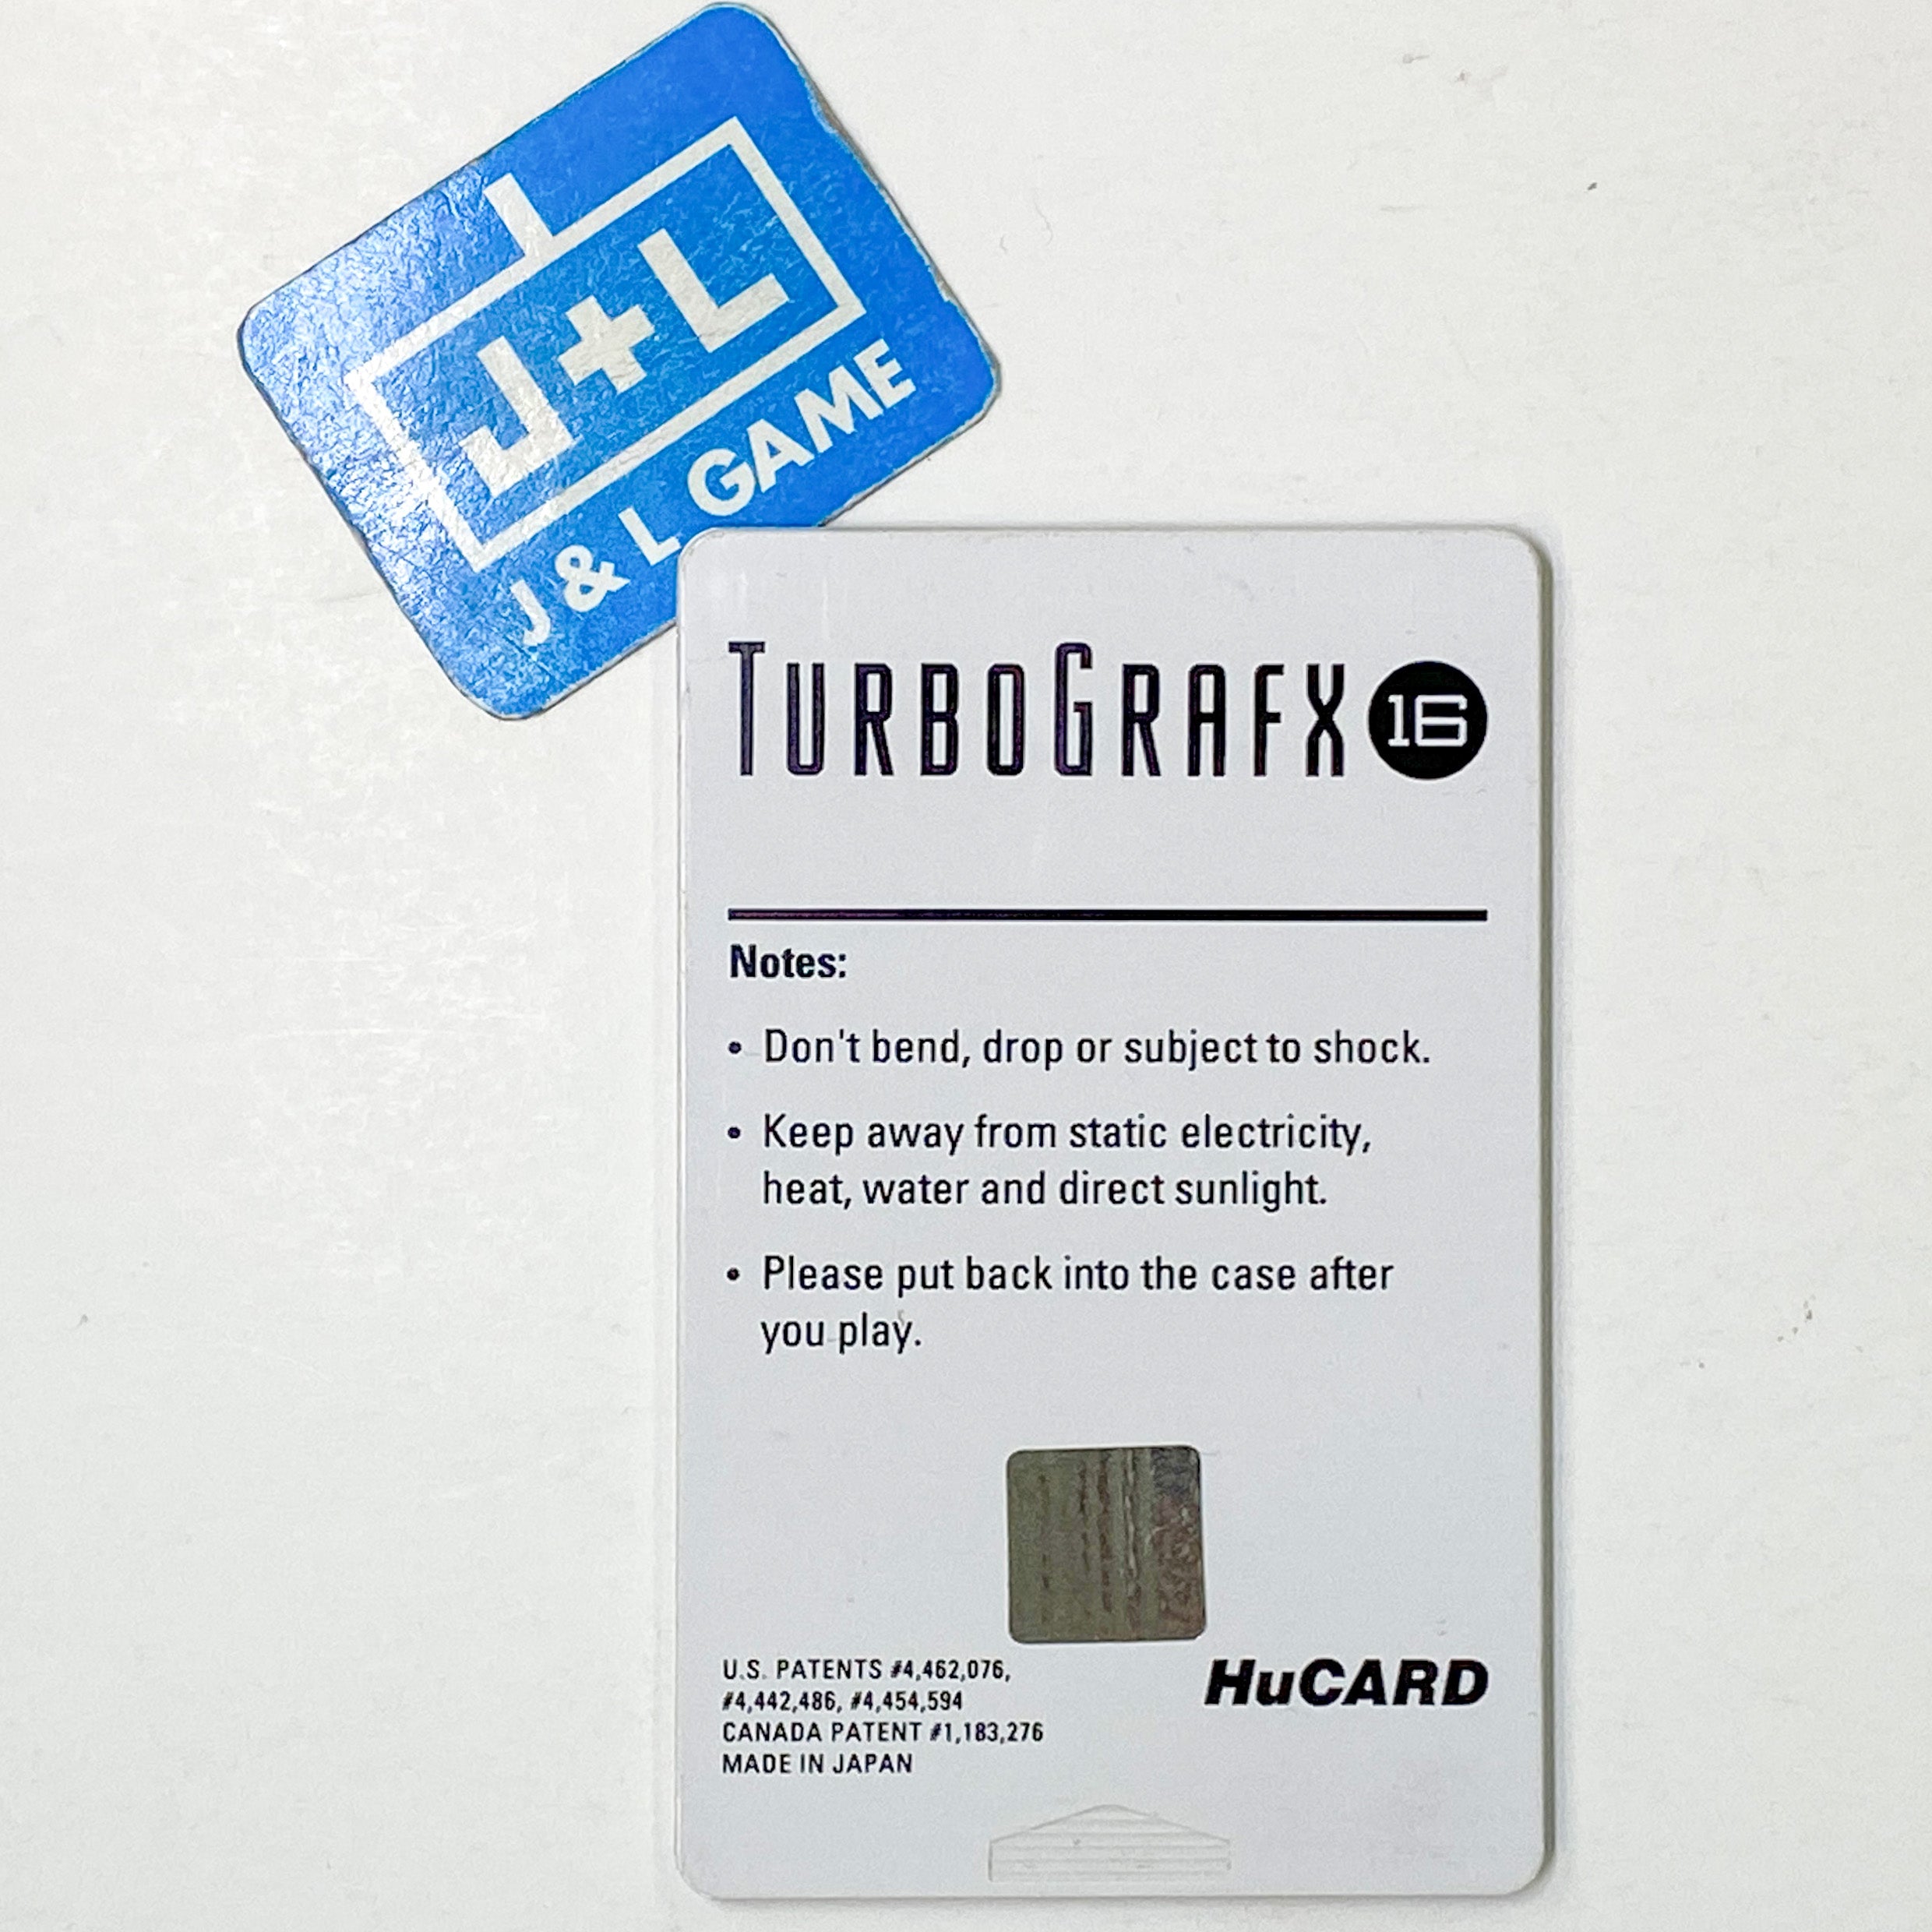 J+L
J & L GAME
TURBOGRAFX 16
Notes:
• Don't bend, drop or subject to shock.
• Keep away from static electricity,
heat, water and direct sunlight.
• Please put back into the case after
you play.
U.S. PATENTS #4,462,076,
#4,442,486, #4,454,594
CANADA PATENT #1,183,276
MADE IN JAPAN
HuCARD